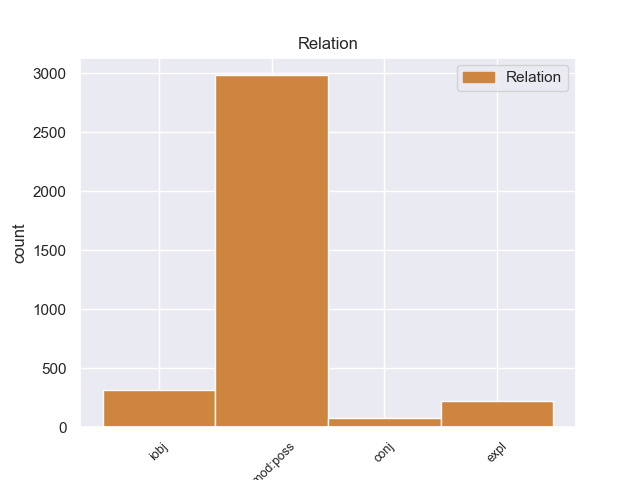 Relation
3000
2500
2000
1500
1000
500
0
count
Relation
iobj
mod:poss
conj
expl